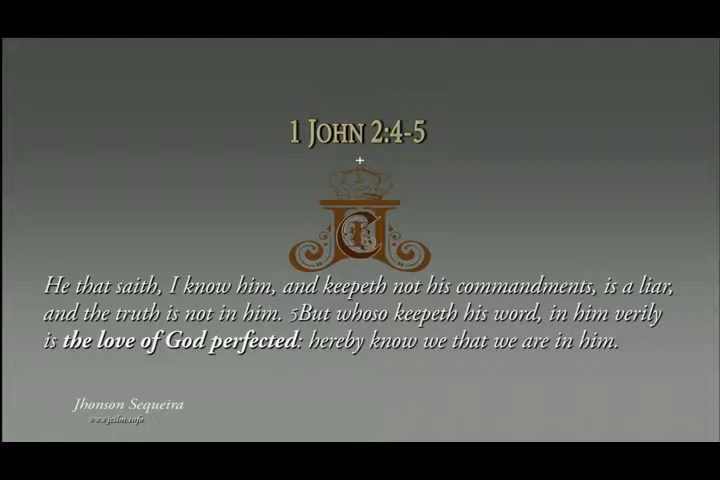 1 JOHN 2:4-5
He that saith, I know him, and keepeth not his commandments, is a liar,
and the truth is not in him. 5But whoso keepeth his word, in him verily
is the love of God perfected: hereby know we that we are in him.
Jhonson Sequeira